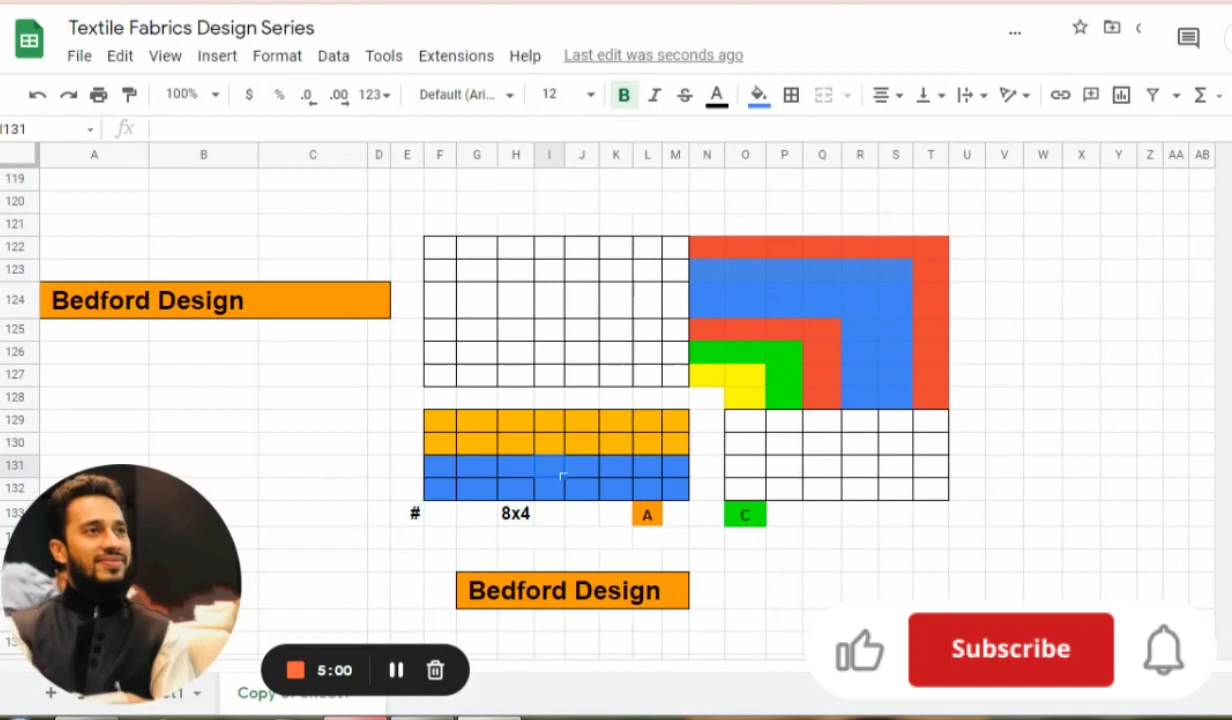 Textile Fabrics Design Series
File Edit View Insert Format Data Tools Extensions Help Last edit was seconds ago
100% $ % .0 .00 123 Default (Ari... 12 B I S A Σ
I131 fx
A B C D E F G H I J K L M N O P Q R S T U V W X Y Z AA AB
119
120
121
122
123
124 Bedford Design
125
126
127
128
129
130
131
132
133 # 8x4 A C
Bedford Design
5:00
Subscribe